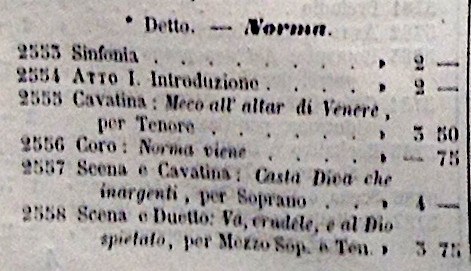 * Detto. — Norma.
2553 Sinfonia . . . . . . . . » 2 —
2554 ATTO I. Introduzione . . . . . » 2 —
2555 Cavatina: Meco all' altar di Venere,
per Tenore . . . . . . » 3 50
2556 Coro: Norma viene . . . . . » — 75
2557 Scena e Cavatina: Casta Diva che
inargenti, per Soprano . . . » 4 —
2558 Scena e Duetto: Va, crudele, e al Dio
spietato, per Mezzo Sop. e Ten. » 3 75